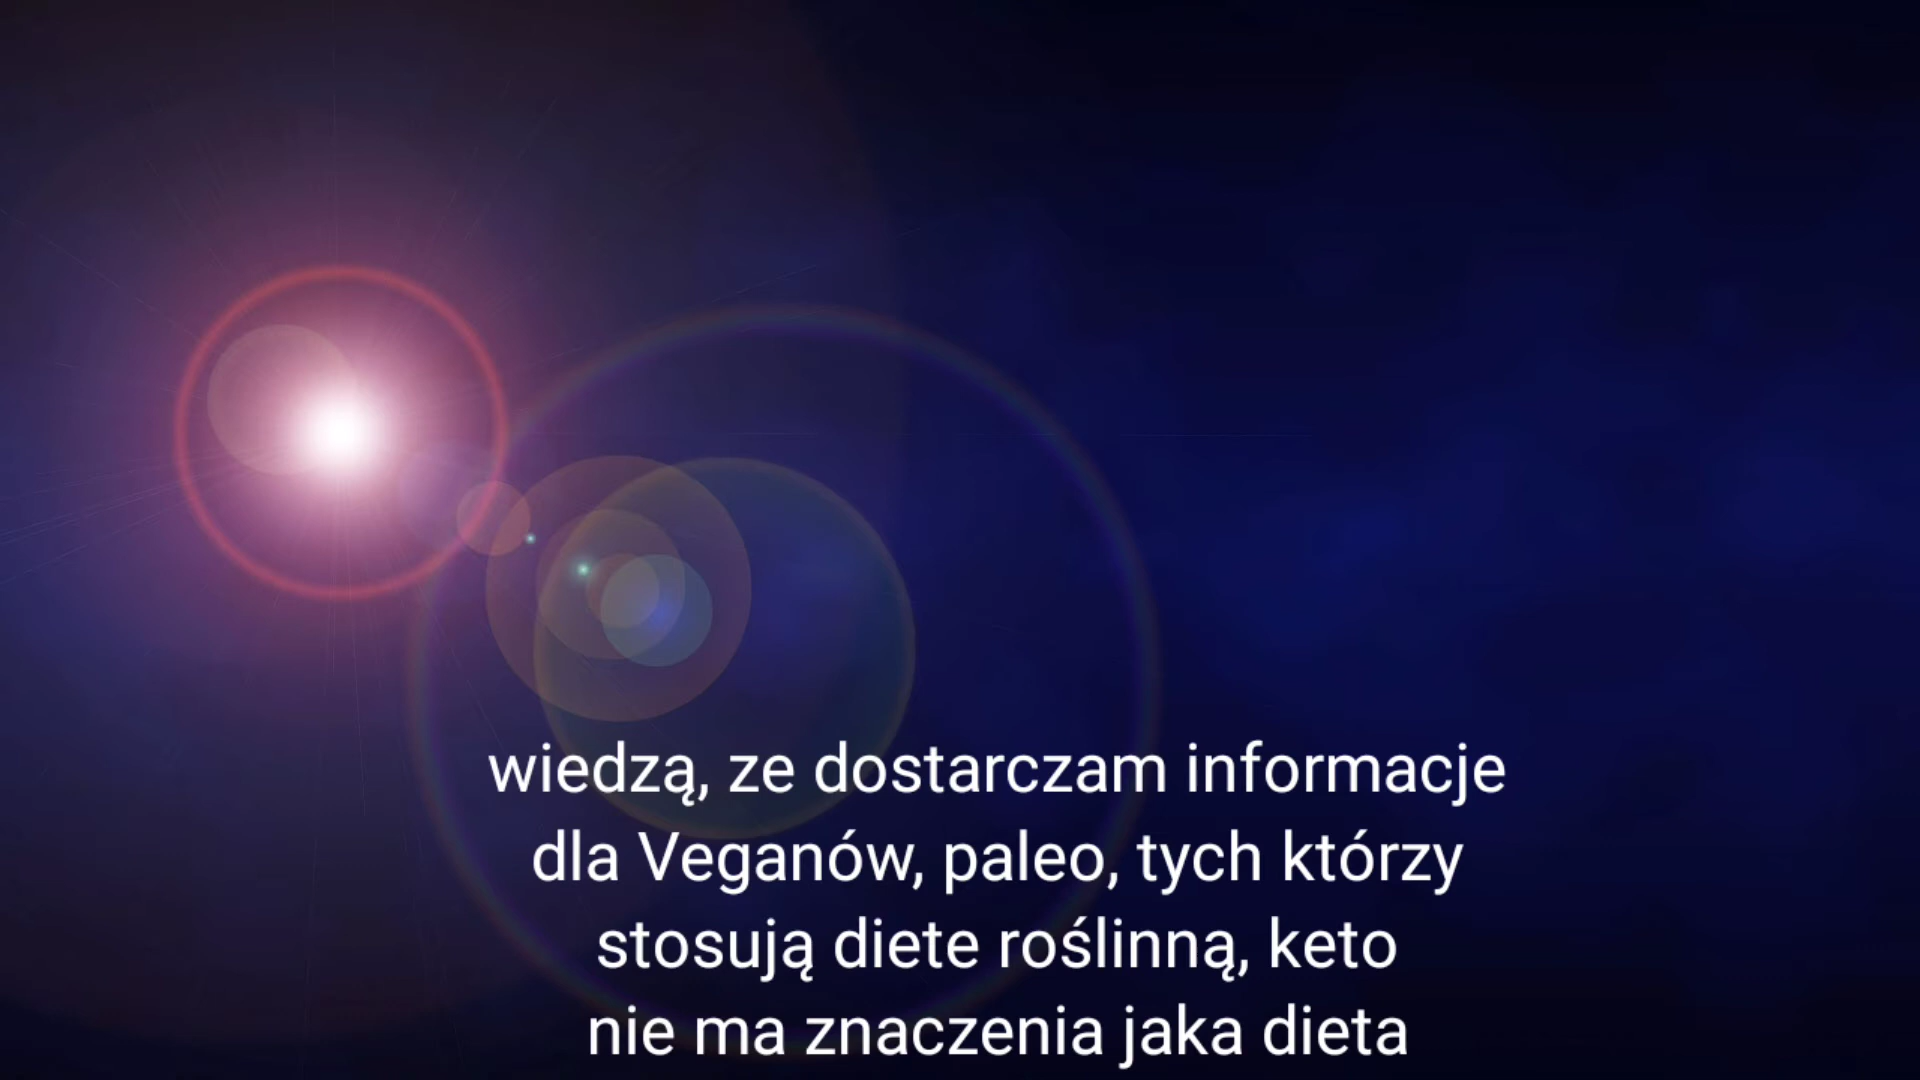 wiedzą, ze dostarczam informacje
dla Veganów, paleo, tych którzy
stosują diete roślinną, keto
nie ma znaczenia jaka dieta